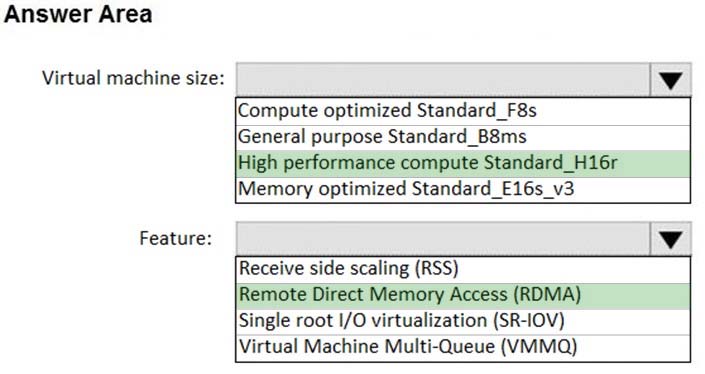 Answer Area
Virtual machine size:
Compute optimized Standard_F8s
General purpose Standard_B8ms
High performance compute Standard_H16r
Memory optimized Standard_E16s_v3
Feature:
Receive side scaling (RSS)
Remote Direct Memory Access (RDMA)
Single root I/O virtualization (SR-IOV)
Virtual Machine Multi-Queue (VMMQ)